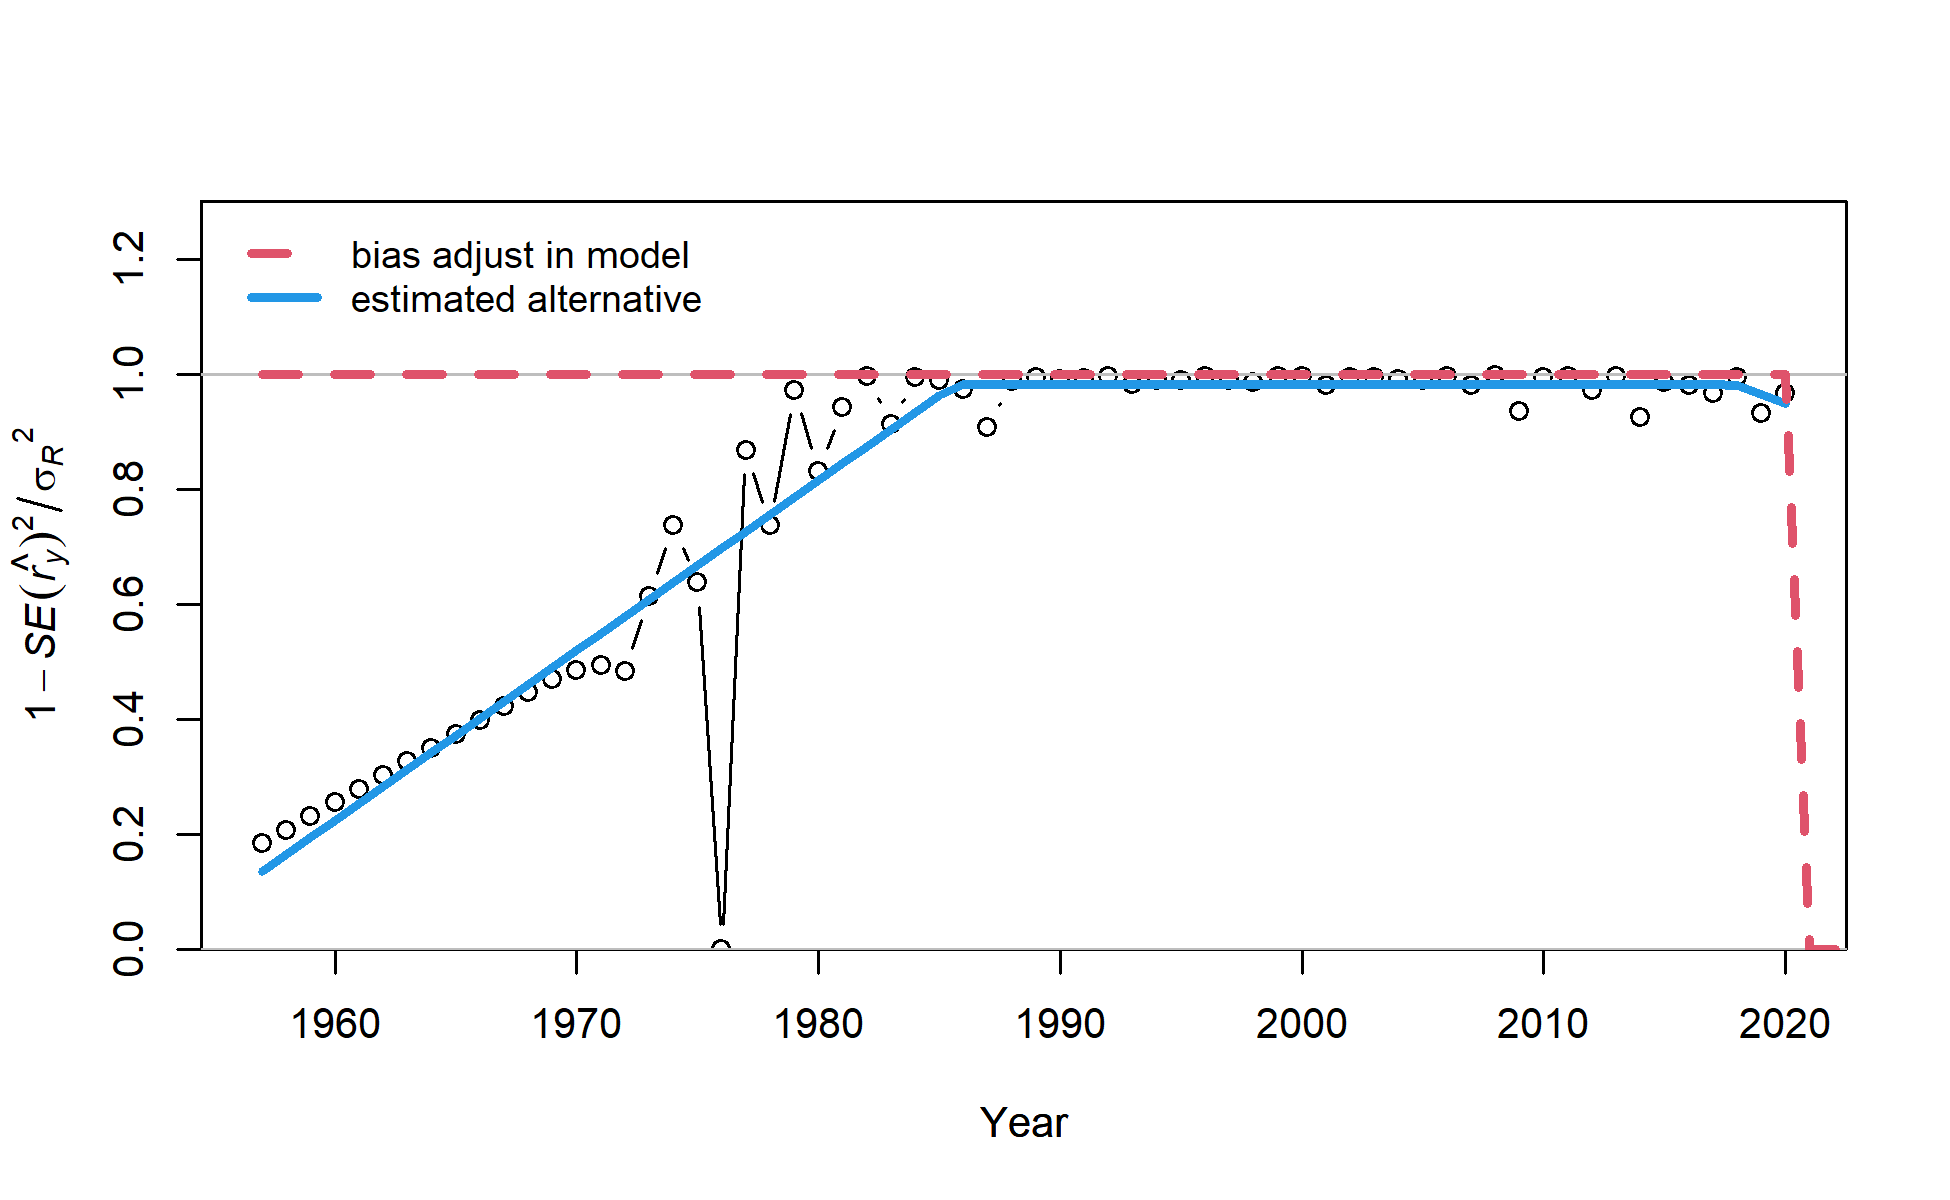 bias adjust in model
estimated alternative
1 − SE(r̂y)²/σR²
0.0 0.2 0.4 0.6 0.8 1.0 1.2
1960 1970 1980 1990 2000 2010 2020
Year